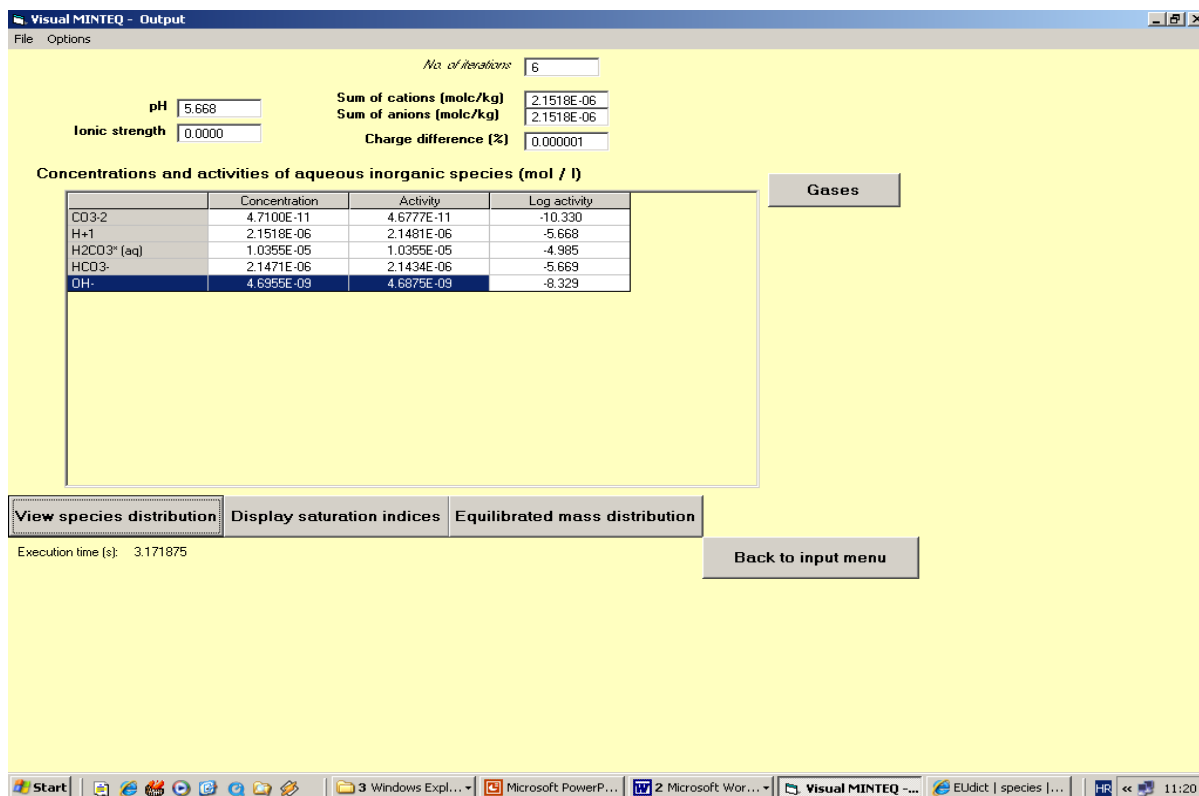 Visual MINTEQ - Output
File Options
No. of iterations 6
pH 5.668
Sum of cations (molc/kg) 2.1518E-06
Sum of anions (molc/kg) 2.1518E-06
Ionic strength 0.0000
Charge difference (%) 0.000001
Concentrations and activities of aqueous inorganic species (mol / l)
Gases
Concentration Activity Log activity
CO3-2 4.7100E-11 4.6777E-11 -10.330
H+1 2.1518E-06 2.1481E-06 -5.668
H2CO3* (aq) 1.0355E-05 1.0355E-05 -4.985
HCO3- 2.1471E-06 2.1434E-06 -5.669
OH- 4.6955E-09 4.6875E-09 -8.329
View species distribution Display saturation indices Equilibrated mass distribution
Execution time (s): 3.171875
Back to input menu
Start 3 Windows Expl... Microsoft PowerP... 2 Microsoft Wor... Visual MINTEQ -... EUdict | species |... HR « 11:20